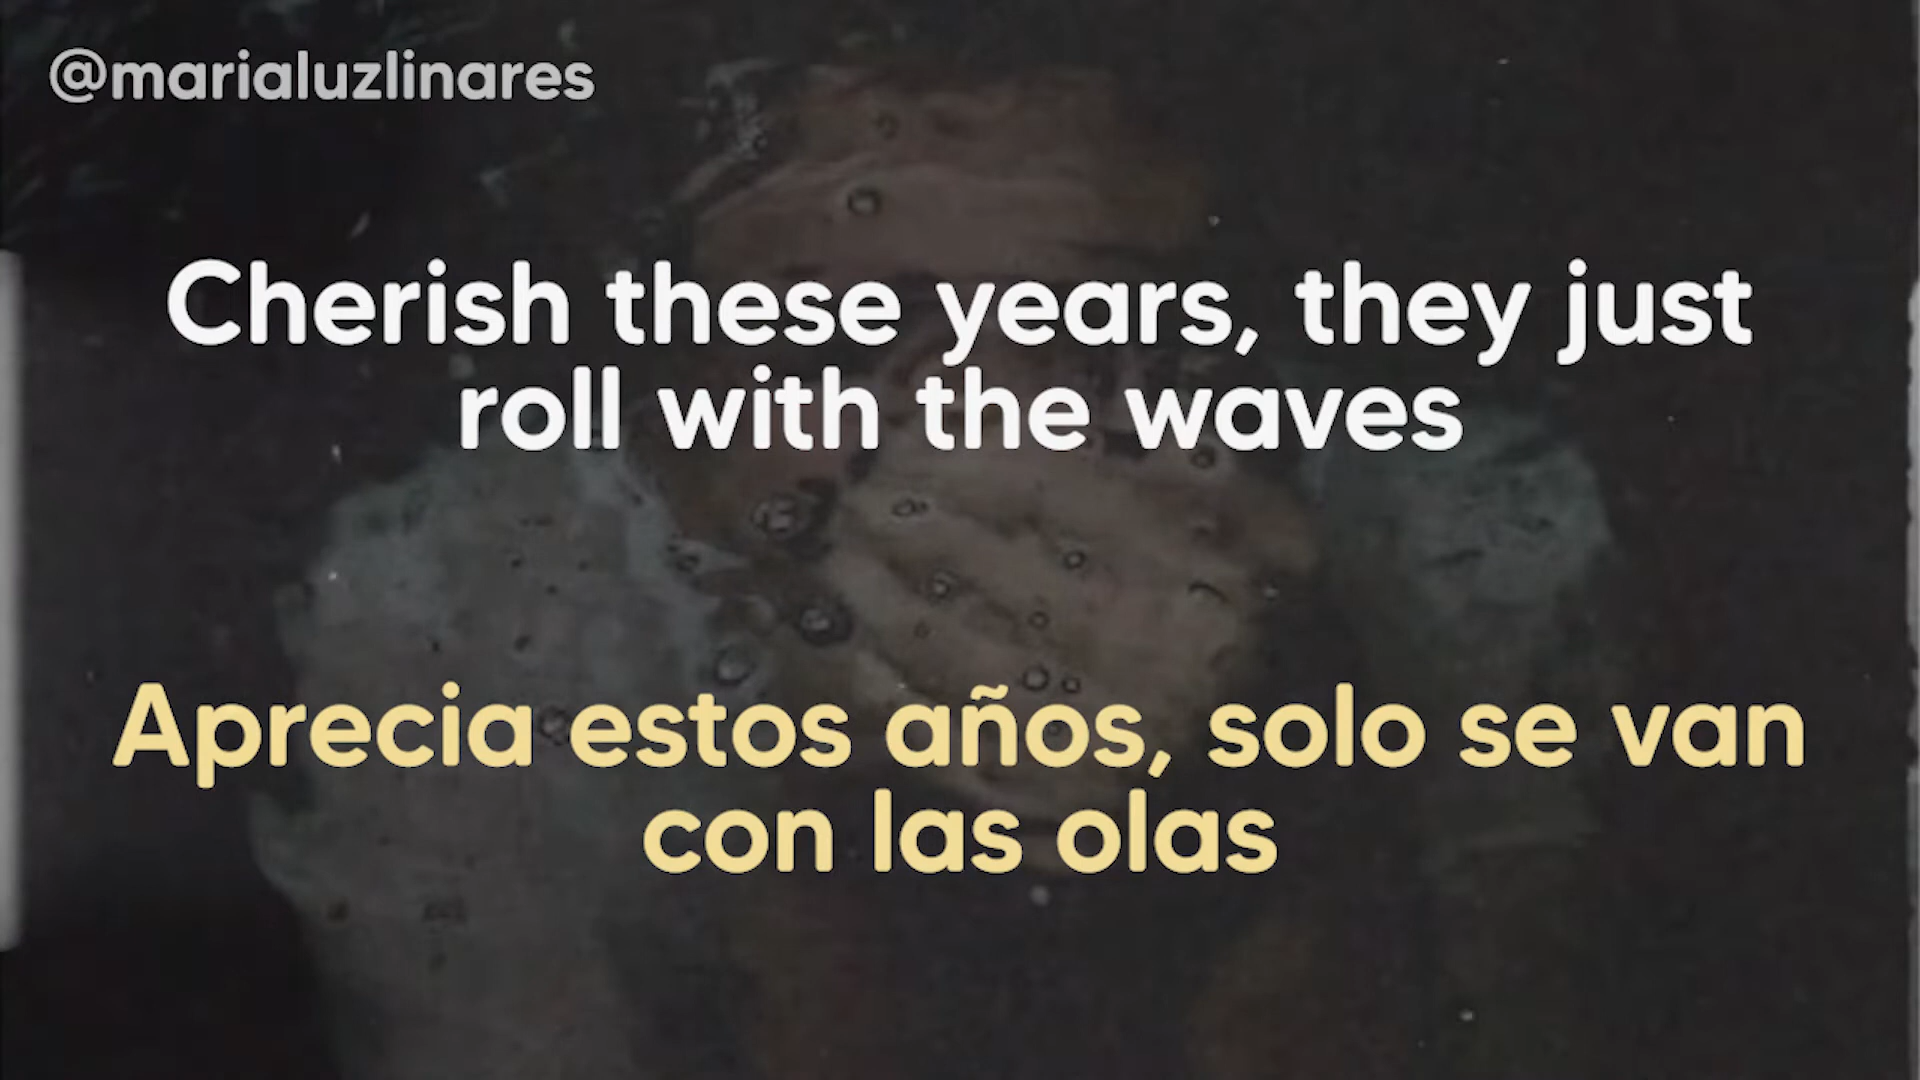 @marialuzlinares
Cherish these years, they just
roll with the waves
Aprecia estos años, solo se van
con las olas